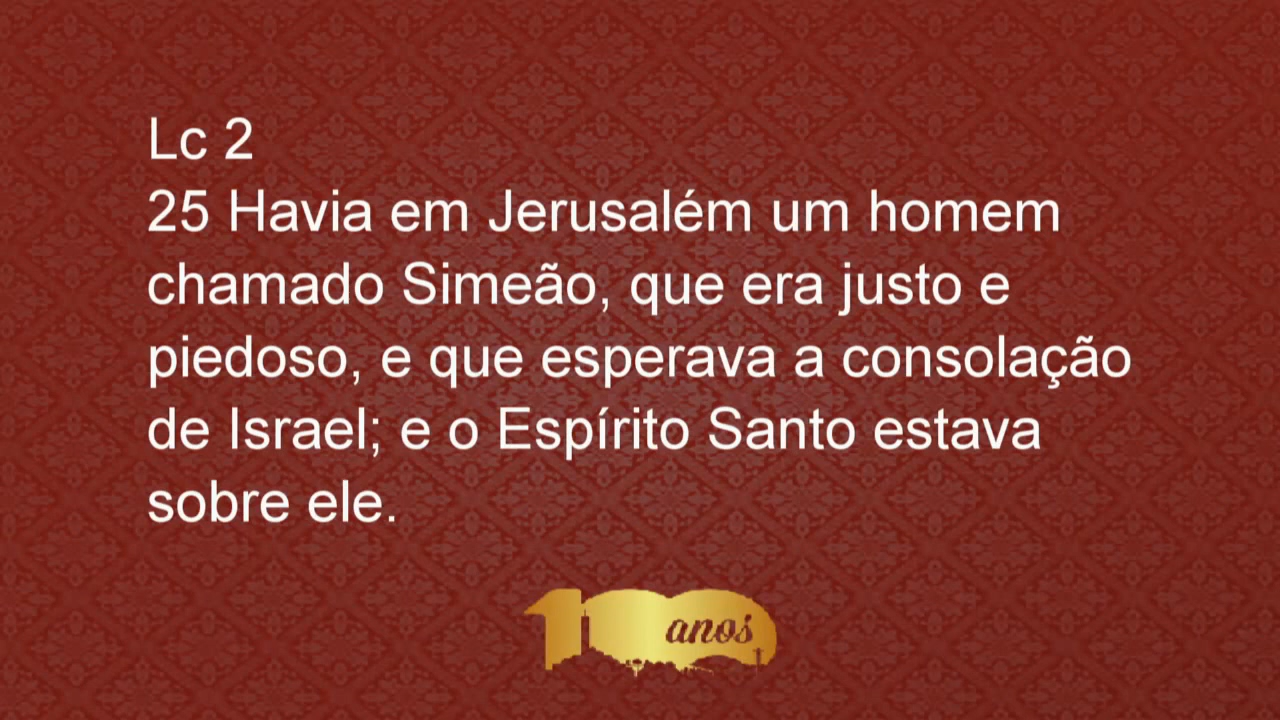 Lc 2
25 Havia em Jerusalém um homem
chamado Simeão, que era justo e
piedoso, e que esperava a consolação
de Israel; e o Espírito Santo estava
sobre ele.
100 anos